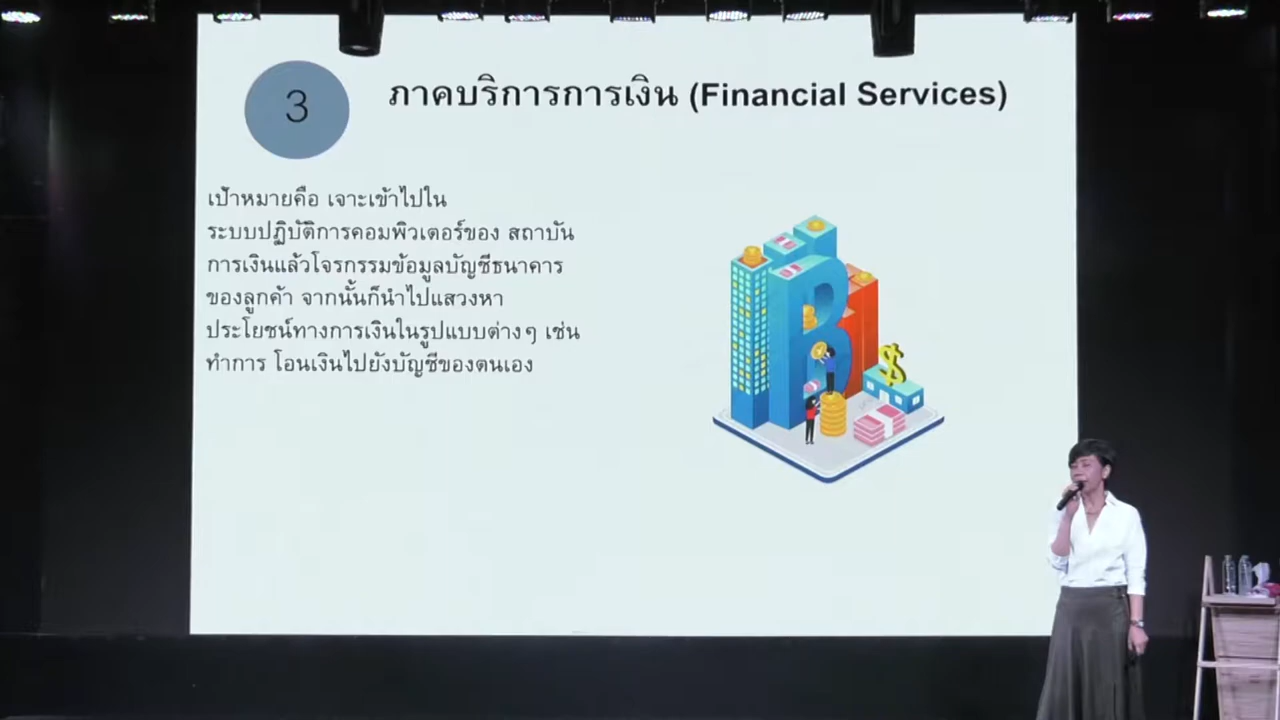 3
ภาคบริการการเงิน (Financial Services)
เป้าหมายคือ เจาะเข้าไปใน
ระบบปฏิบัติการคอมพิวเตอร์ของ สถาบัน
การเงินแล้วโจรกรรมข้อมูลบัญชีธนาคาร
ของลูกค้า จากนั้นก็นำไปแสวงหา
ประโยชน์ทางการเงินในรูปแบบต่างๆ เช่น
ทำการ โอนเงินไปยังบัญชีของตนเอง
B
$